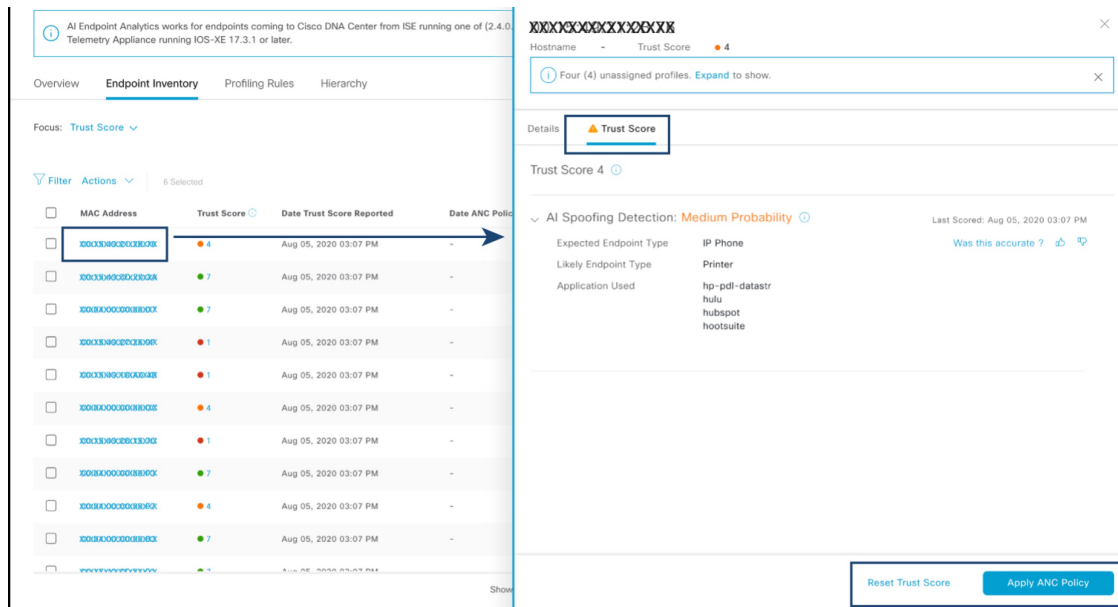 AI Endpoint Analytics works for endpoints coming to Cisco DNA Center from ISE running one of (2.4.0.
Telemetry Appliance running IOS-XE 17.3.1 or later.
Overview Endpoint Inventory Profiling Rules Hierarchy
Focus: Trust Score
Filter Actions 6 Selected
MAC Address Trust Score Date Trust Score Reported Date ANC Polic
4 Aug 05, 2020 03:07 PM -
7 Aug 05, 2020 03:07 PM -
7 Aug 05, 2020 03:07 PM -
1 Aug 05, 2020 03:07 PM -
1 Aug 05, 2020 03:07 PM -
4 Aug 05, 2020 03:07 PM -
1 Aug 05, 2020 03:07 PM -
7 Aug 05, 2020 03:07 PM -
4 Aug 05, 2020 03:07 PM -
7 Aug 05, 2020 03:07 PM -
Show
Hostname - Trust Score 4
Four (4) unassigned profiles. Expand to show.
Details Trust Score
Trust Score 4
AI Spoofing Detection: Medium Probability Last Scored: Aug 05, 2020 03:07 PM
Expected Endpoint Type IP Phone Was this accurate ?
Likely Endpoint Type Printer
Application Used hp-pdl-datastr
hulu
hubspot
hootsuite
Reset Trust Score Apply ANC Policy